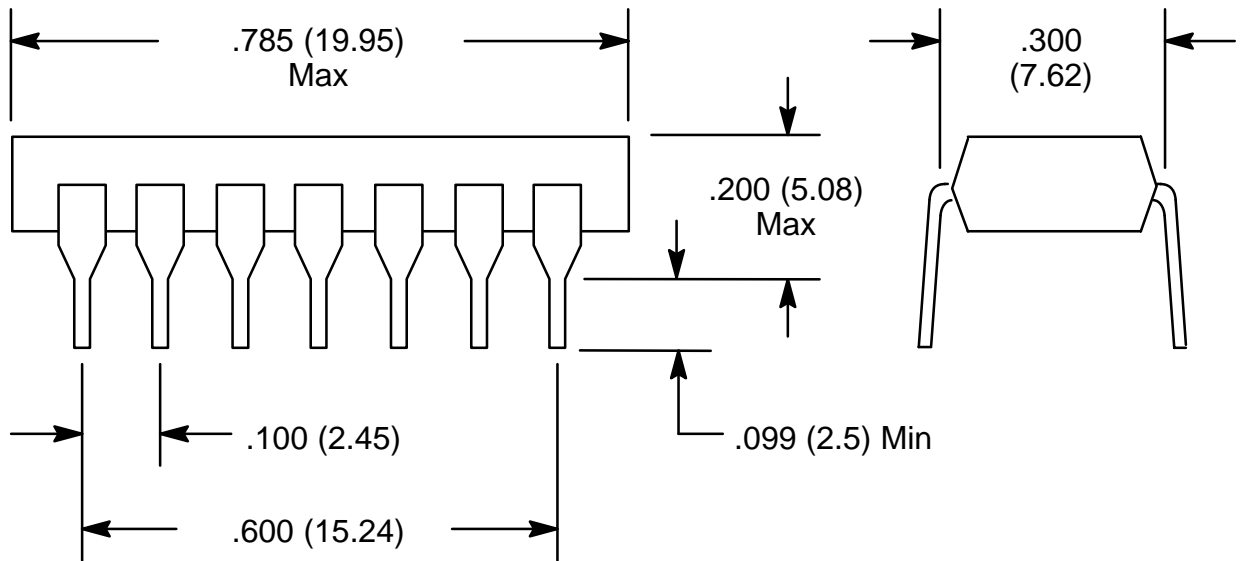 .785 (19.95)
Max
.300
(7.62)
.200 (5.08)
Max
.100 (2.45)
.099 (2.5) Min
.600 (15.24)